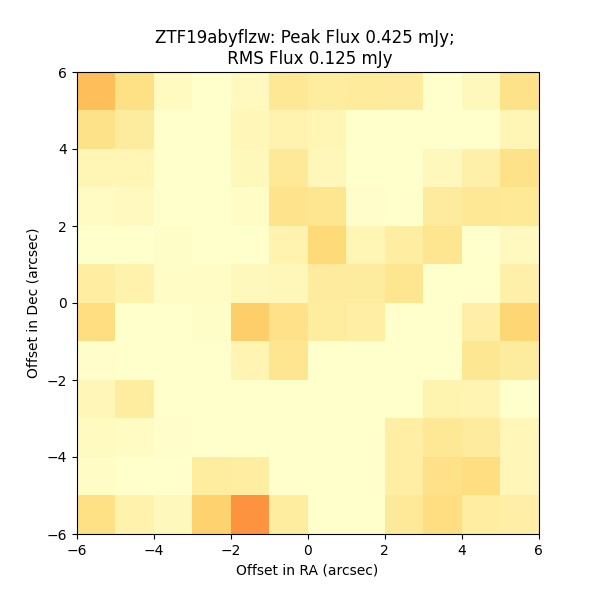 ZTF19abyflzw: Peak Flux 0.425 mJy;
RMS Flux 0.125 mJy
6
4
2
0
−2
−4
−6
Offset in Dec (arcsec)
−6 −4 −2 0 2 4 6
Offset in RA (arcsec)